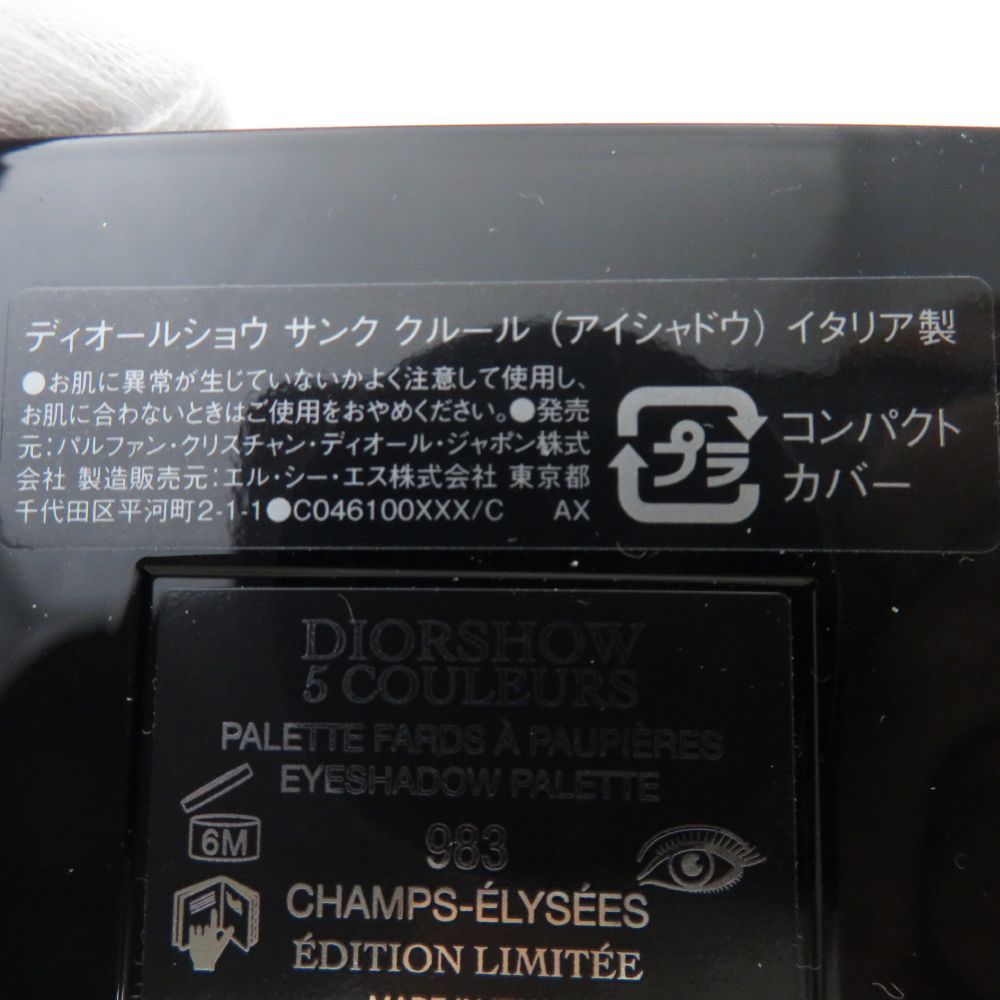 ディオールショウ サンク クルール（アイシャドウ）イタリア製
●お肌に異常が生じていないかよく注意して使用し、
お肌に合わないときはご使用をおやめください。●発売
元：パルファン・クリスチャン・ディオール・ジャポン株式
会社 製造販売元：エル・シー・エス株式会社 東京都
千代田区平河町2-1-1●C046100XXX/C AX
プラ
コンパクト
カバー
DIORSHOW
5 COULEURS
PALETTE FARDS À PAUPIÈRES
EYESHADOW PALETTE
6M
983
CHAMPS-ÉLYSÉES
ÉDITION LIMITÉE
MADE IN